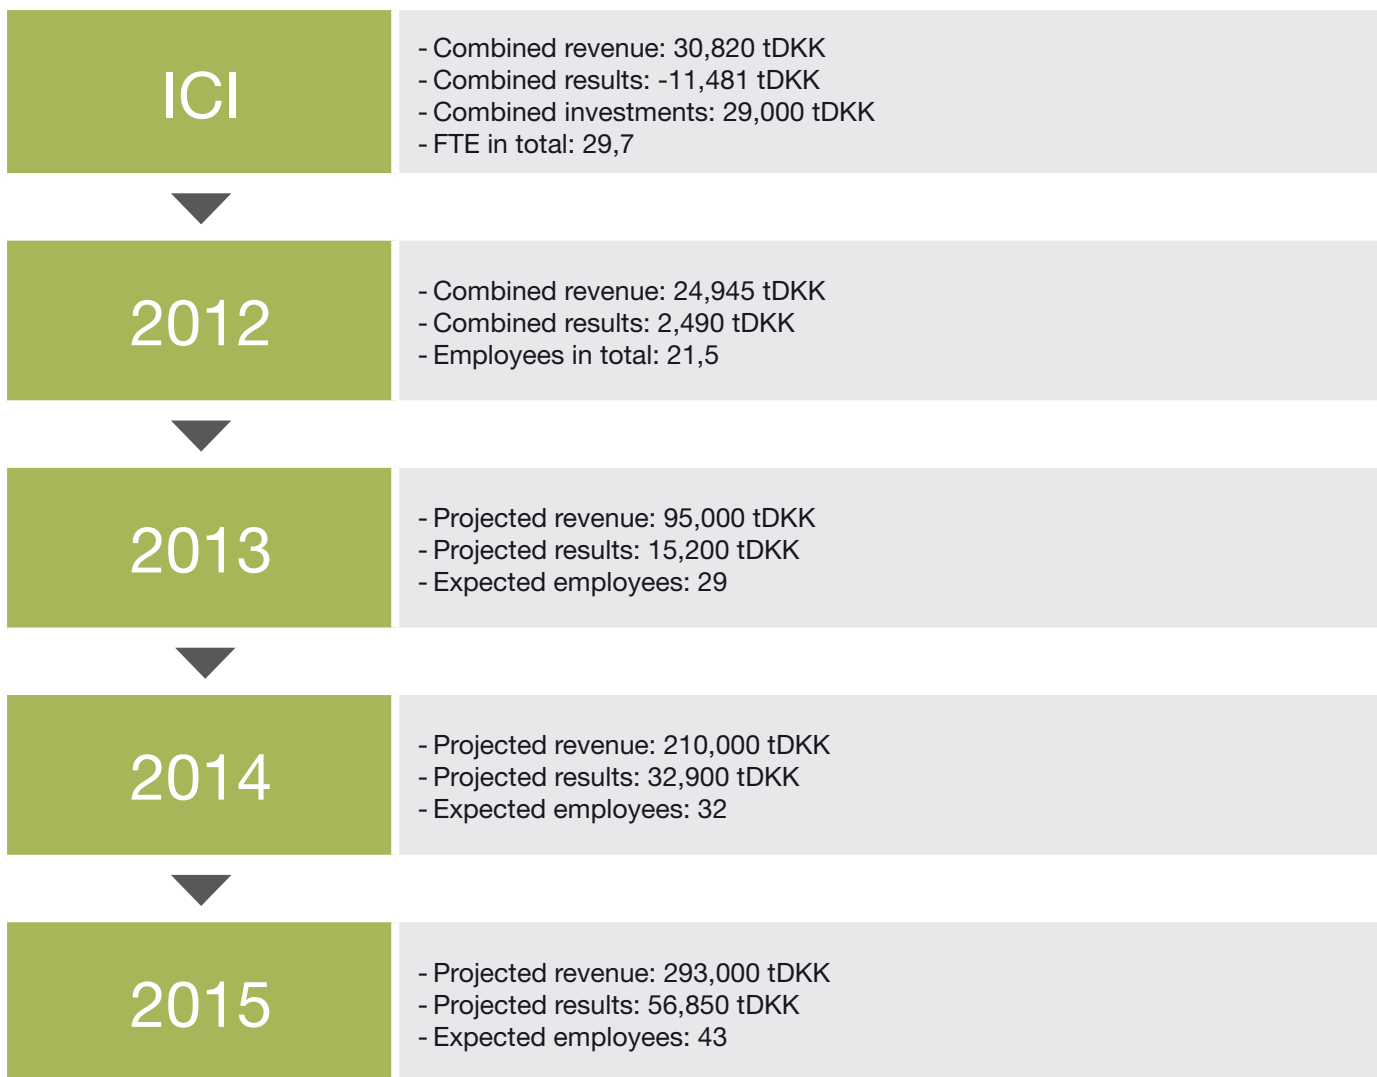 ICI
- Combined revenue: 30,820 tDKK
- Combined results: -11,481 tDKK
- Combined investments: 29,000 tDKK
- FTE in total: 29,7
2012
- Combined revenue: 24,945 tDKK
- Combined results: 2,490 tDKK
- Employees in total: 21,5
2013
- Projected revenue: 95,000 tDKK
- Projected results: 15,200 tDKK
- Expected employees: 29
2014
- Projected revenue: 210,000 tDKK
- Projected results: 32,900 tDKK
- Expected employees: 32
2015
- Projected revenue: 293,000 tDKK
- Projected results: 56,850 tDKK
- Expected employees: 43